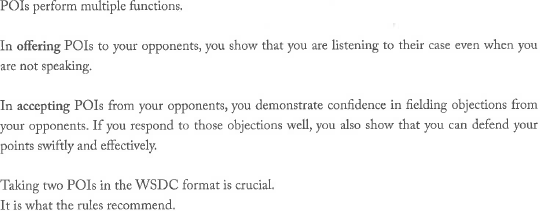 POIs perform multiple functions.
In offering POIs to your opponents, you show that you are listening to their case even when you
are not speaking.
In accepting POIs from your opponents, you demonstrate confidence in fielding objections from
your opponents. If you respond to those objections well, you also show that you can defend your
points swiftly and effectively.
Taking two POIs in the WSDC format is crucial.
It is what the rules recommend.